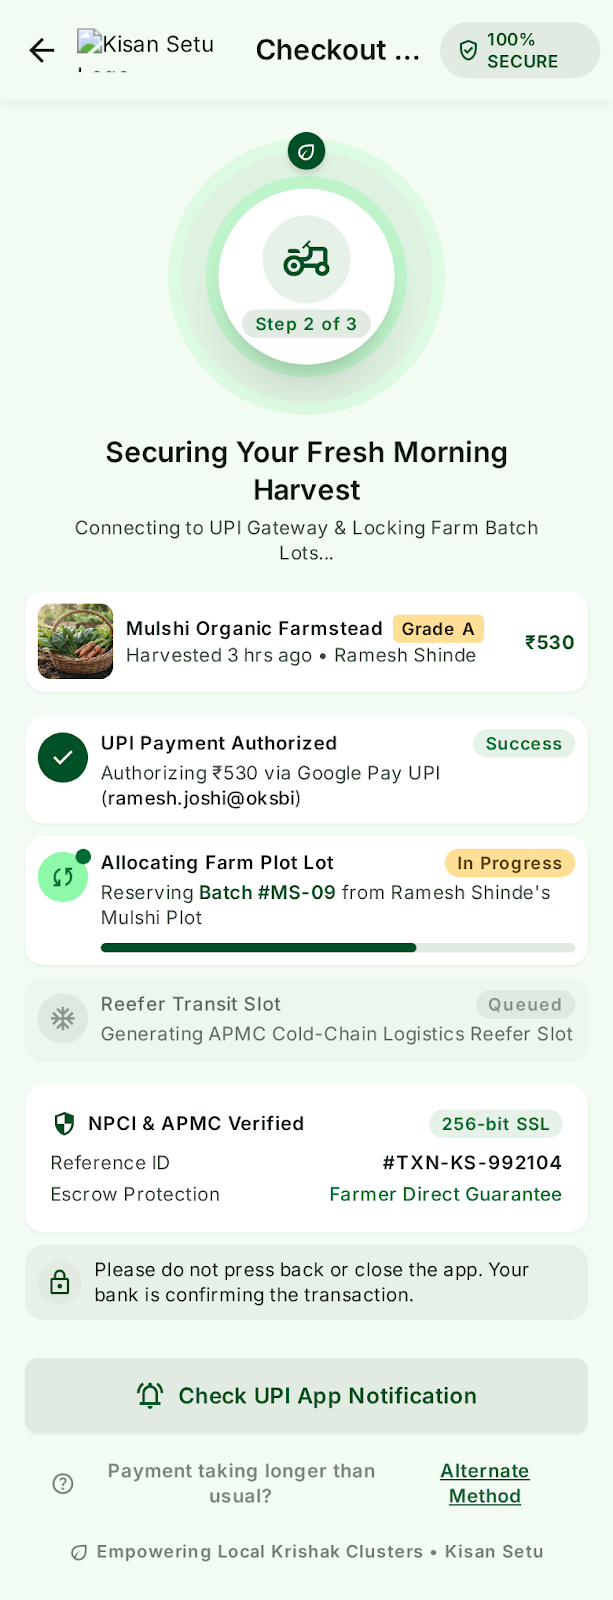 Kisan Setu
Checkout ...
100%
SECURE
Step 2 of 3
Securing Your Fresh Morning
Harvest
Connecting to UPI Gateway & Locking Farm Batch
Lots...
Mulshi Organic Farmstead Grade A
Harvested 3 hrs ago • Ramesh Shinde
₹530
UPI Payment Authorized Success
Authorizing ₹530 via Google Pay UPI
(ramesh.joshi@oksbi)
Allocating Farm Plot Lot In Progress
Reserving Batch #MS-09 from Ramesh Shinde's
Mulshi Plot
Reefer Transit Slot Queued
Generating APMC Cold-Chain Logistics Reefer Slot
NPCI & APMC Verified 256-bit SSL
Reference ID #TXN-KS-992104
Escrow Protection Farmer Direct Guarantee
Please do not press back or close the app. Your
bank is confirming the transaction.
Check UPI App Notification
Payment taking longer than
usual?
Alternate
Method
Empowering Local Krishak Clusters • Kisan Setu